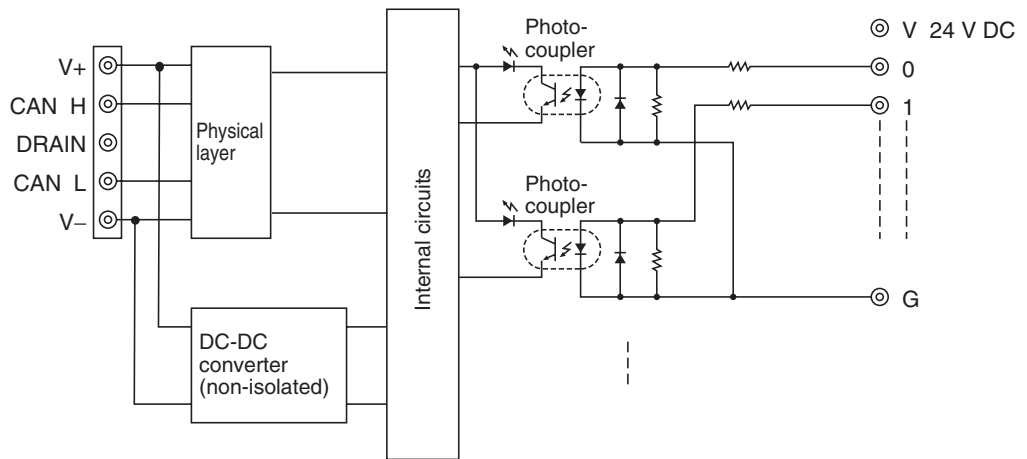 V+
CAN H
DRAIN
CAN L
V−
Physical
layer
DC-DC
converter
(non-isolated)
Internal circuits
Photo-
coupler
Photo-
coupler
V 24 V DC
0
1
G